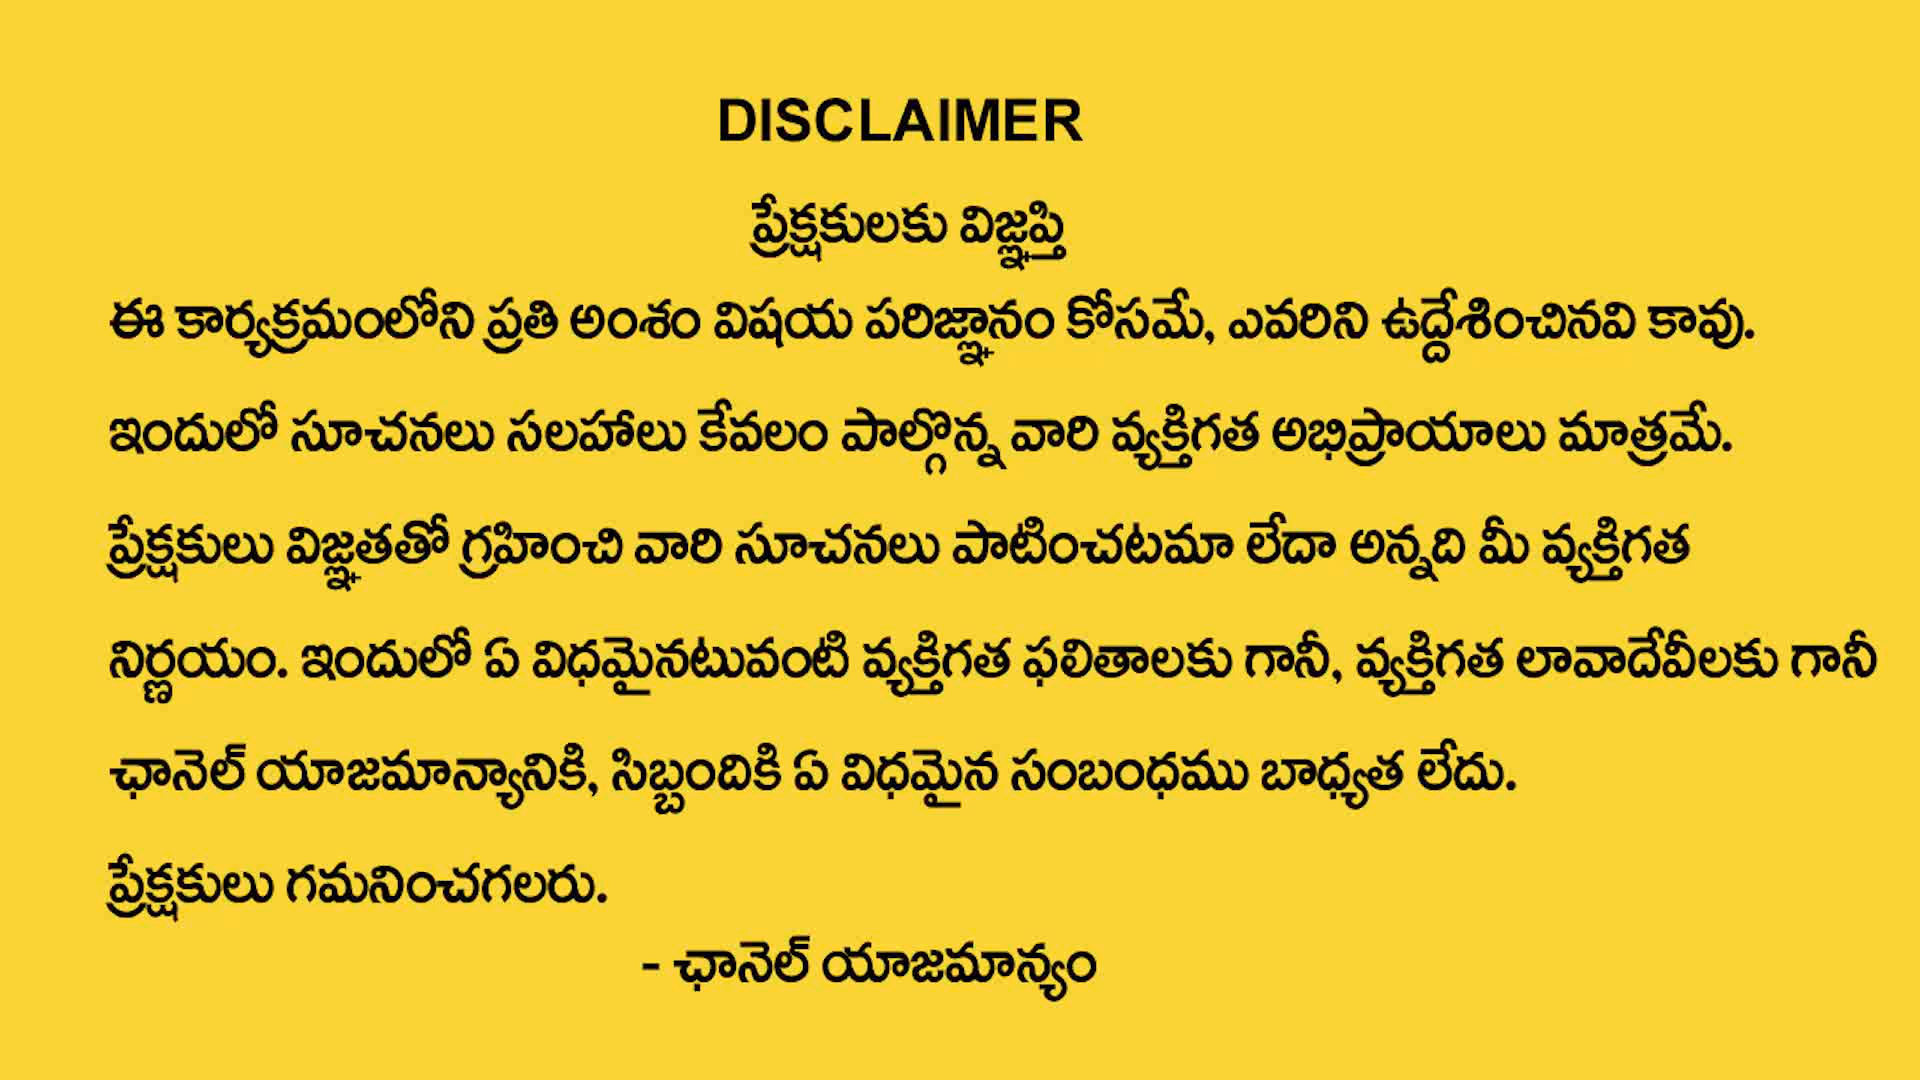 DISCLAIMER
ప్రేక్షకులకు విజ్ఞప్తి
ఈ కార్యక్రమంలోని ప్రతి అంశం విషయ పరిజ్ఞానం కోసమే, ఎవరిని ఉద్దేశించినవి కావు.
ఇందులో సూచనలు సలహాలు కేవలం పాల్గొన్న వారి వ్యక్తిగత అభిప్రాయాలు మాత్రమే.
ప్రేక్షకులు విజ్ఞతతో గ్రహించి వారి సూచనలు పాటించటమా లేదా అన్నది మీ వ్యక్తిగత
నిర్ణయం. ఇందులో ఏ విధమైనటువంటి వ్యక్తిగత ఫలితాలకు గానీ, వ్యక్తిగత లావాదేవీలకు గానీ
ఛానెల్ యాజమాన్యానికి, సిబ్బందికి ఏ విధమైన సంబంధము బాధ్యత లేదు.
ప్రేక్షకులు గమనించగలరు.
- ఛానెల్ యాజమాన్యం